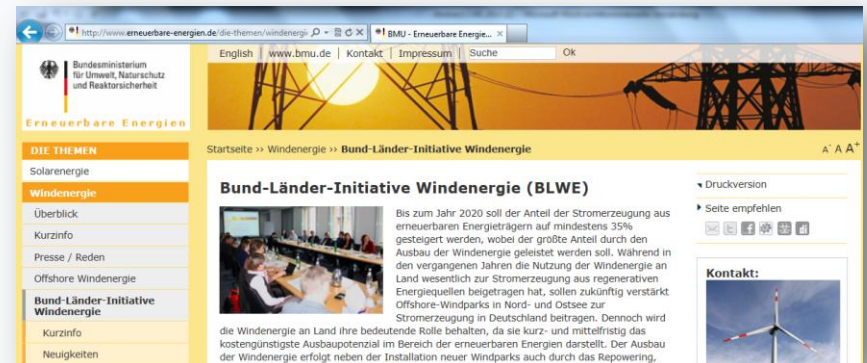 http://www.erneuerbare-energien.de/die-themen/windenergi
BMU - Erneuerbare Energie...
English | www.bmu.de | Kontakt | Impressum | Suche Ok
Bundesministerium
für Umwelt, Naturschutz
und Reaktorsicherheit
Erneuerbare Energien
DIE THEMEN
Solarenergie
Windenergie
Überblick
Kurzinfo
Presse / Reden
Offshore Windenergie
Bund-Länder-Initiative
Windenergie
Kurzinfo
Neuigkeiten
Startseite ›› Windenergie ›› Bund-Länder-Initiative Windenergie
A- A A+
Bund-Länder-Initiative Windenergie (BLWE)
Bis zum Jahr 2020 soll der Anteil der Stromerzeugung aus
erneuerbaren Energieträgern auf mindestens 35%
gesteigert werden, wobei der größte Anteil durch den
Ausbau der Windenergie geleistet werden soll. Während in
den vergangenen Jahren die Nutzung der Windenergie an
Land wesentlich zur Stromerzeugung aus regenerativen
Energiequellen beigetragen hat, sollen zukünftig verstärkt
Offshore-Windparks in Nord- und Ostsee zur
Stromerzeugung in Deutschland beitragen. Dennoch wird
die Windenergie an Land ihre bedeutende Rolle behalten, da sie kurz- und mittelfristig das
kostengünstigste Ausbaupotenzial im Bereich der erneuerbaren Energien darstellt. Der Ausbau
der Windenergie erfolgt neben der Installation neuer Windparks auch durch das Repowering,
Druckversion
Seite empfehlen
Kontakt: